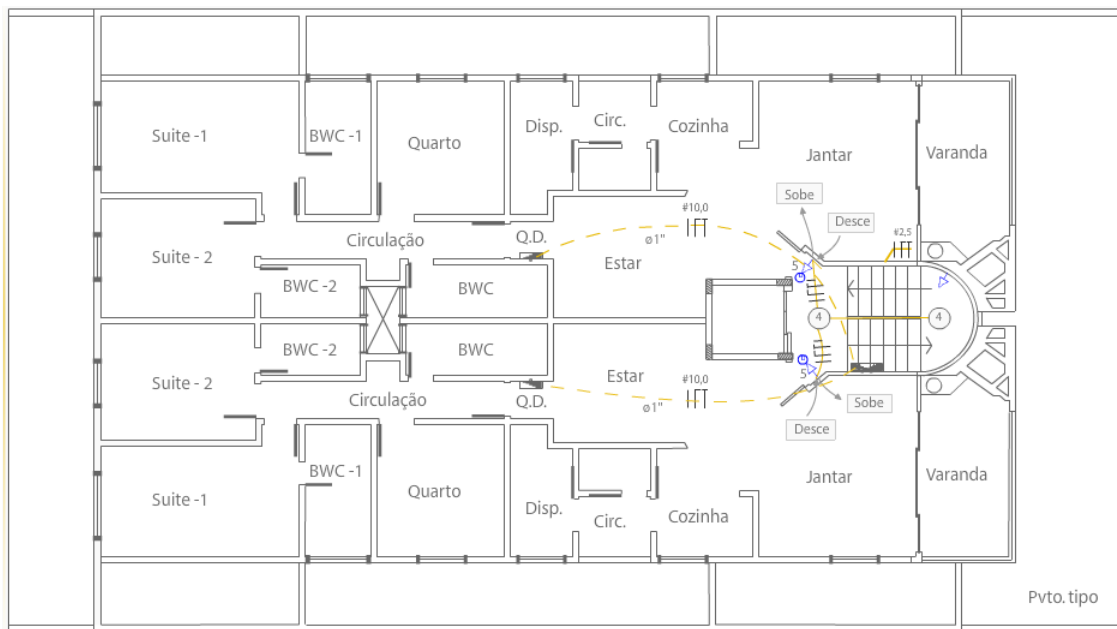 Suite -1
BWC -1
Quarto
Disp.
Circ.
Cozinha
Jantar
Varanda
Sobe
Desce
#10,0
#2,5
Circulação
Q.D.
ø1"
Estar
Suite - 2
BWC -2
BWC
5
4
4
BWC -2
BWC
Suite - 2
Estar
5
Circulação
Q.D.
#10,0
ø1"
Sobe
Desce
BWC -1
Suite -1
Quarto
Disp.
Circ.
Cozinha
Jantar
Varanda
Pvto. tipo